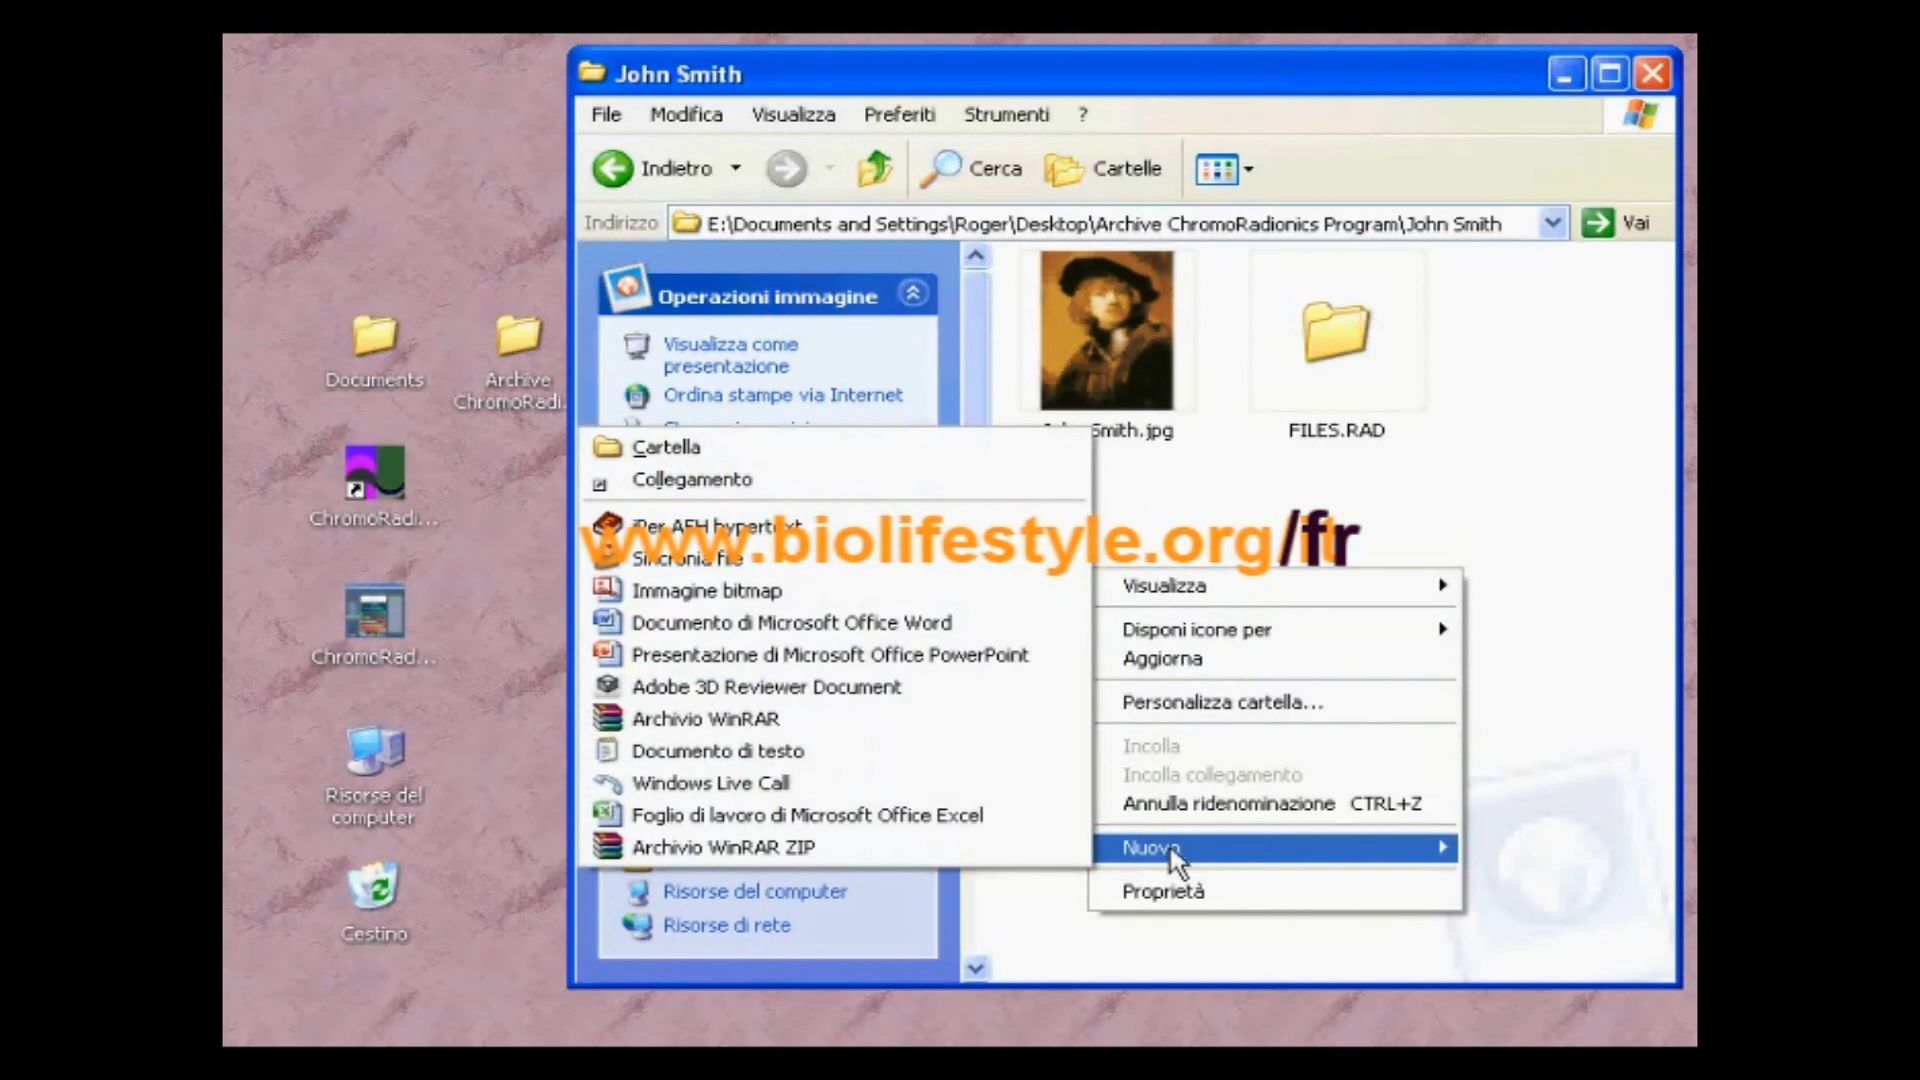 John Smith
File Modifica Visualizza Preferiti Strumenti ?
Indietro Cerca Cartelle
Indirizzo E:\Documents and Settings\Roger\Desktop\Archive ChromoRadionics Program\John Smith Vai
Operazioni immagine
Visualizza come
presentazione
Ordina stampe via Internet
Smith.jpg
FILES.RAD
Documents
Archive
ChromoRadi...
ChromoRadi...
ChromoRad...
Risorse del
computer
Cestino
Cartella
Collegamento
iPer AFH hypertext
Sincronia file
www.biolifestyle.org/fr
Immagine bitmap
Documento di Microsoft Office Word
Presentazione di Microsoft Office PowerPoint
Adobe 3D Reviewer Document
Archivio WinRAR
Documento di testo
Windows Live Call
Foglio di lavoro di Microsoft Office Excel
Archivio WinRAR ZIP
Visualizza
Disponi icone per
Aggiorna
Personalizza cartella...
Incolla
Incolla collegamento
Annulla ridenominazione CTRL+Z
Nuovo
Proprietà
Risorse del computer
Risorse di rete